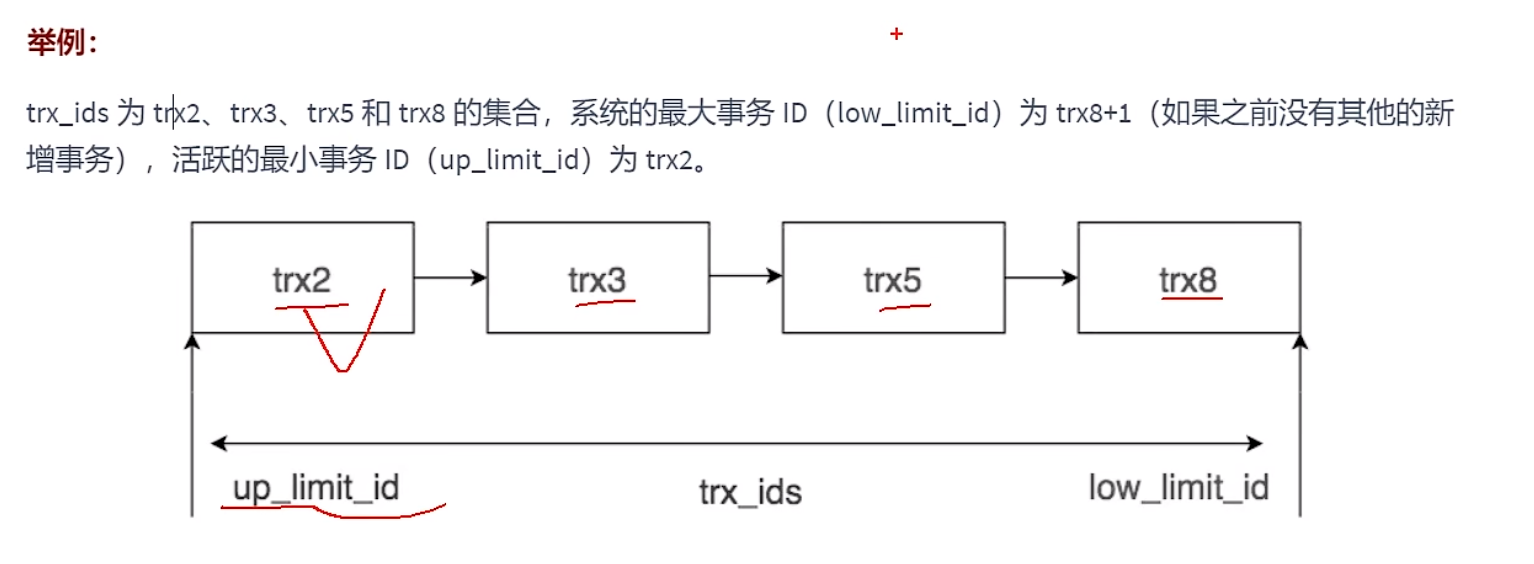 举例：
trx_ids 为 trx2、trx3、trx5 和 trx8 的集合，系统的最大事务 ID（low_limit_id）为 trx8+1（如果之前没有其他的新
增事务），活跃的最小事务 ID（up_limit_id）为 trx2。
trx2 trx3 trx5 trx8
up_limit_id trx_ids low_limit_id